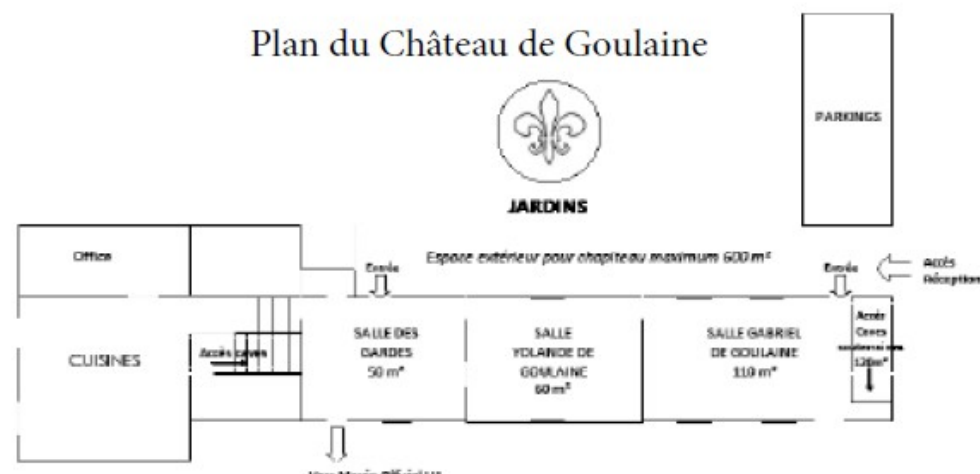 Plan du Château de Goulaine
PARKINGS
JARDINS
Office
Entrée
Espace extérieur pour chapiteau maximum 600 m²
Entrée
Accès
Réception
CUISINES
Accès caves
SALLE DES
GARDES
50 m²
SALLE
YOLANDE DE
GOULAINE
60 m²
SALLE GABRIEL
DE GOULAINE
110 m²
Accès
Caves
120m²